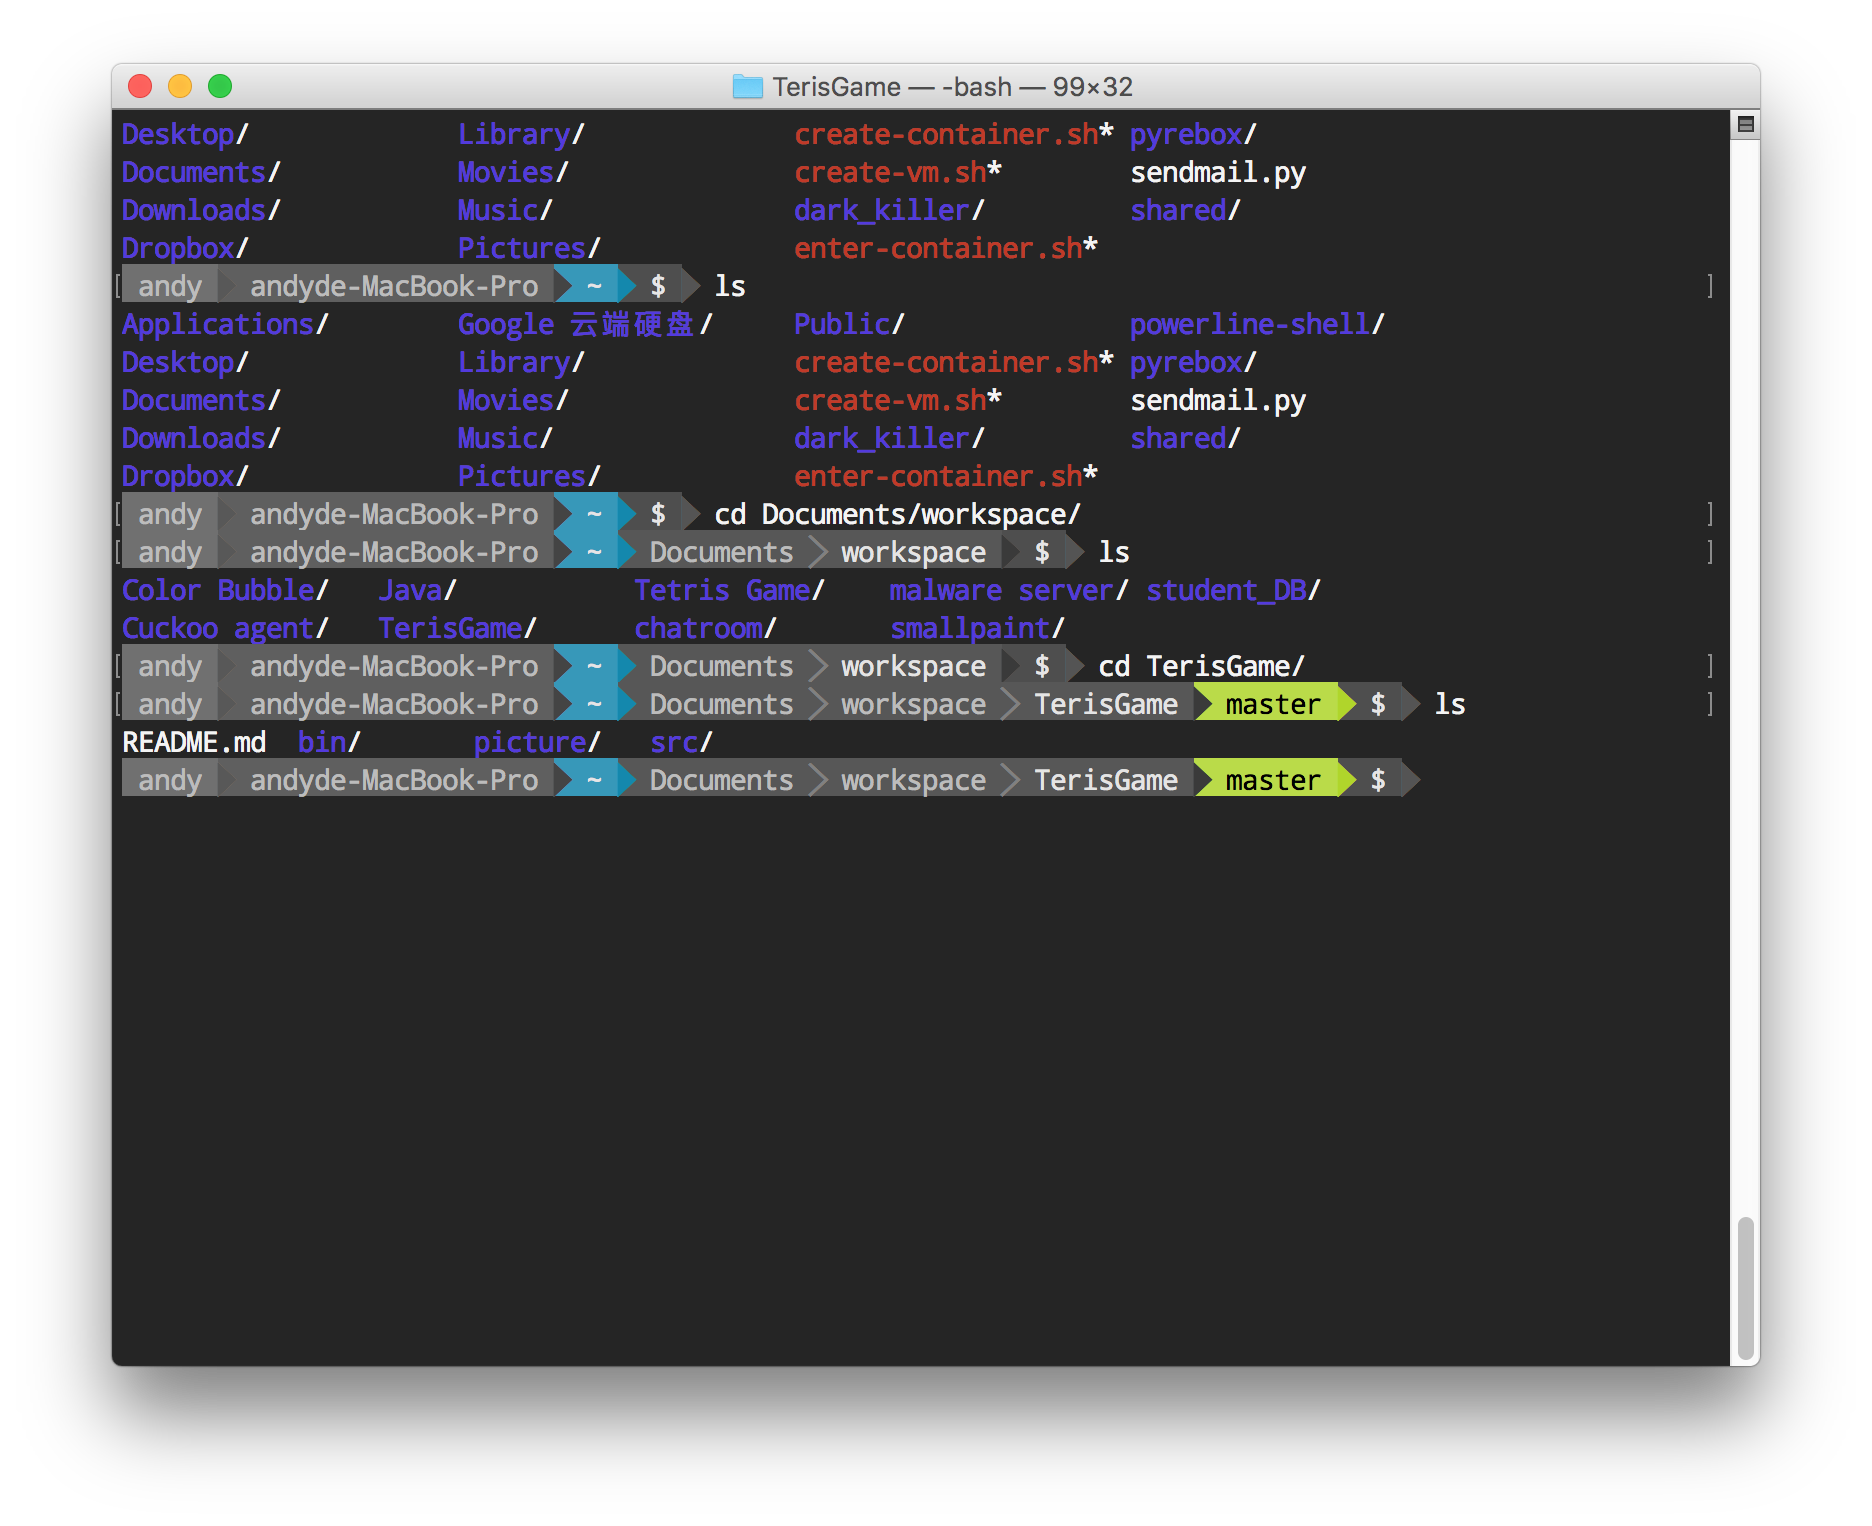 TerisGame — -bash — 99×32
Desktop/ Library/ create-container.sh* pyrebox/
Documents/ Movies/ create-vm.sh* sendmail.py
Downloads/ Music/ dark_killer/ shared/
Dropbox/ Pictures/ enter-container.sh*
[ andy andyde-MacBook-Pro ~ $ ls ]
Applications/ Google 云端硬盘/ Public/ powerline-shell/
Desktop/ Library/ create-container.sh* pyrebox/
Documents/ Movies/ create-vm.sh* sendmail.py
Downloads/ Music/ dark_killer/ shared/
Dropbox/ Pictures/ enter-container.sh*
[ andy andyde-MacBook-Pro ~ $ cd Documents/workspace/ ]
[ andy andyde-MacBook-Pro ~ Documents workspace $ ls ]
Color Bubble/ Java/ Tetris Game/ malware server/ student_DB/
Cuckoo agent/ TerisGame/ chatroom/ smallpaint/
[ andy andyde-MacBook-Pro ~ Documents workspace $ cd TerisGame/ ]
[ andy andyde-MacBook-Pro ~ Documents workspace TerisGame master $ ls ]
README.md bin/ picture/ src/
andy andyde-MacBook-Pro ~ Documents workspace TerisGame master $